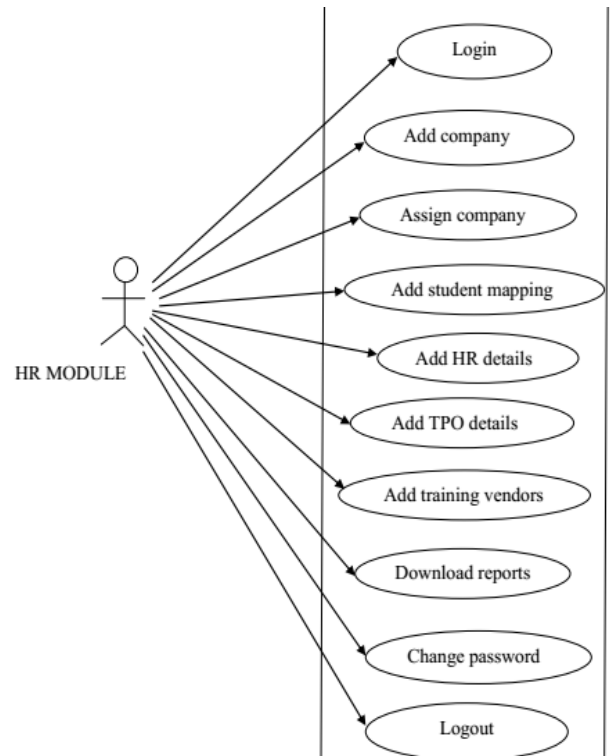 Login
Add company
Assign company
Add student mapping
Add HR details
HR MODULE
Add TPO details
Add training vendors
Download reports
Change password
Logout